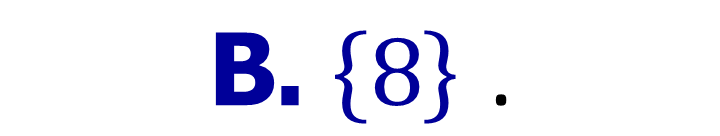 B. {8} .